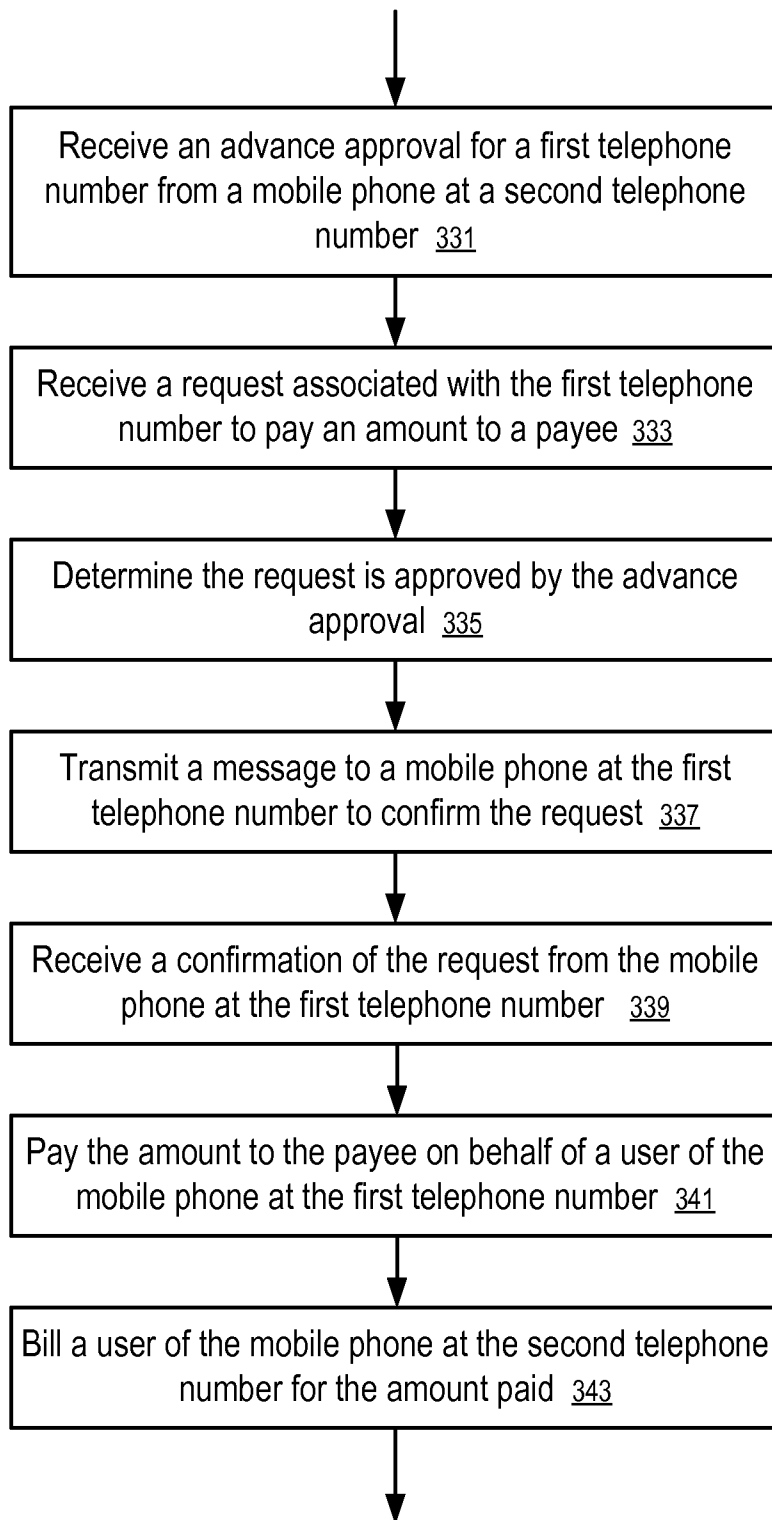 Receive an advance approval for a first telephone
number from a mobile phone at a second telephone
number 331
Receive a request associated with the first telephone
number to pay an amount to a payee 333
Determine the request is approved by the advance
approval 335
Transmit a message to a mobile phone at the first
telephone number to confirm the request 337
Receive a confirmation of the request from the mobile
phone at the first telephone number 339
Pay the amount to the payee on behalf of a user of the
mobile phone at the first telephone number 341
Bill a user of the mobile phone at the second telephone
number for the amount paid 343